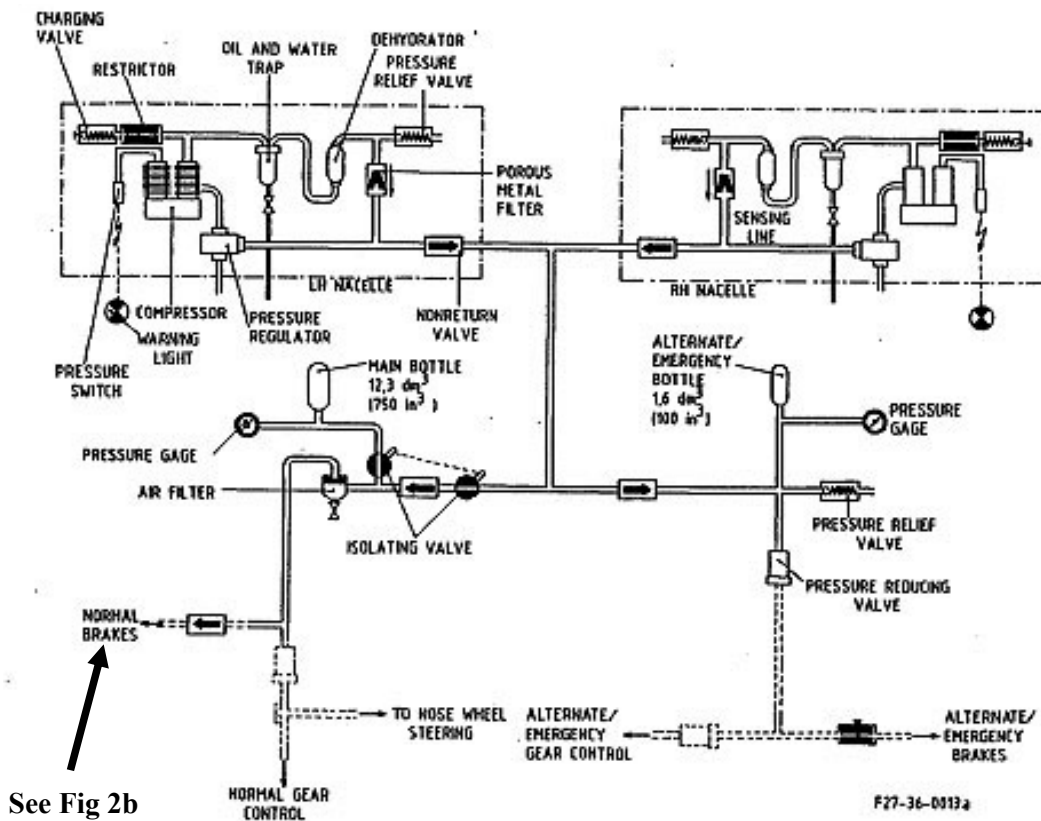 CHARGING
VALVE
RESTRICTOR
OIL AND WATER
TRAP
DEHYDRATOR
PRESSURE
RELIEF VALVE
POROUS
METAL
FILTER
SENSING
LINE
LH NACELLE
RH NACELLE
COMPRESSOR
WARNING
LIGHT
PRESSURE
REGULATOR
NONRETURN
VALVE
PRESSURE
SWITCH
MAIN BOTTLE
12,3 dm3
(750 in3)
ALTERNATE/
EMERGENCY
BOTTLE
1,6 dm3
(100 in3)
PRESSURE
GAGE
PRESSURE GAGE
AIR FILTER
ISOLATING VALVE
PRESSURE RELIEF
VALVE
PRESSURE REDUCING
VALVE
NORMAL
BRAKES
TO NOSE WHEEL
STEERING
ALTERNATE/
EMERGENCY
GEAR CONTROL
ALTERNATE/
EMERGENCY
BRAKES
See Fig 2b
NORMAL GEAR
CONTROL
F27-36-0013a